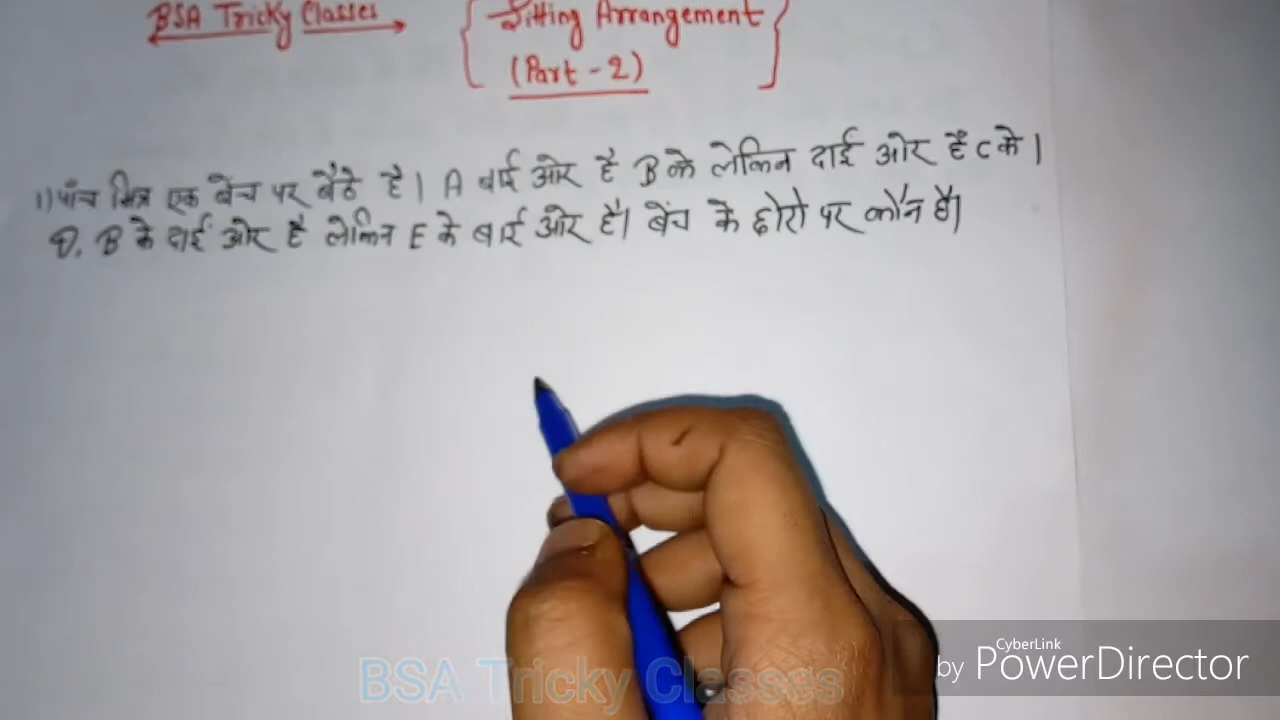 BSA Tricky Classes
Sitting Arrangement
(Part - 2)
1) पाँच मित्र एक बेंच पर बैठे है। A बाई ओर है B के लेकिन दाई ओर है C के।
D, B के दाई ओर है लेकिन E के बाई ओर है। बेंच के छोरो पर कौन है।
BSA Tricky Classes
CyberLink
by PowerDirector